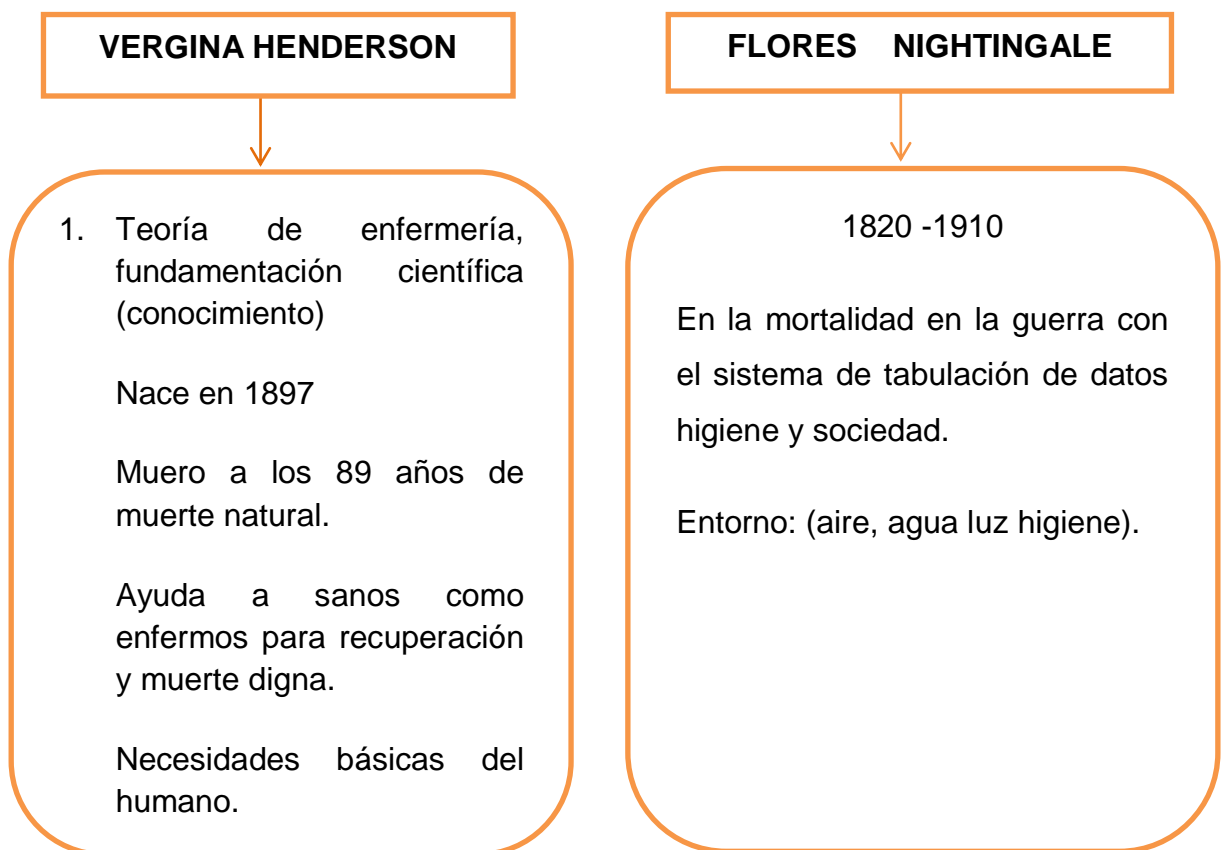 VERGINA HENDERSON
1. Teoría de enfermería,
fundamentación científica
(conocimiento)
Nace en 1897
Muero a los 89 años de
muerte natural.
Ayuda a sanos como
enfermos para recuperación
y muerte digna.
Necesidades básicas del
humano.
FLORES NIGHTINGALE
1820 -1910
En la mortalidad en la guerra con
el sistema de tabulación de datos
higiene y sociedad.
Entorno: (aire, agua luz higiene).